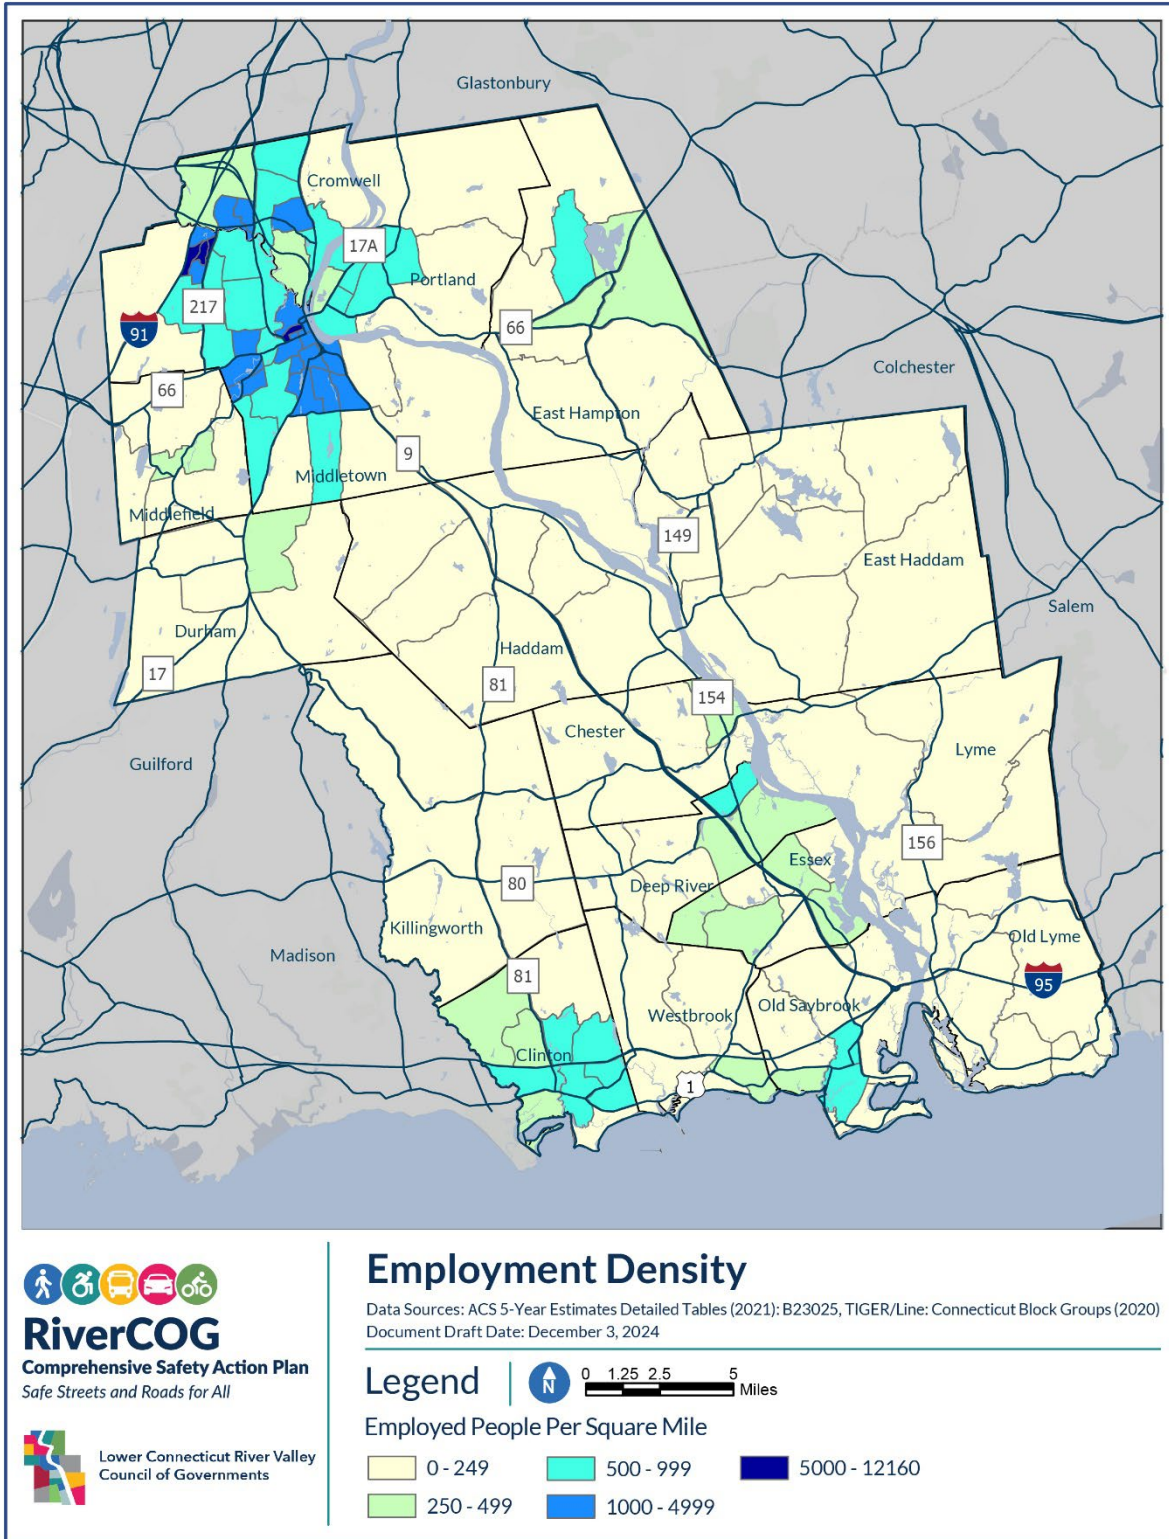 Glastonbury
Cromwell
17A
Portland
217
91
66
66
Colchester
East Hampton
9
Middletown
Middlefield
149
East Haddam
Salem
Durham
Haddam
17
81
154
Chester
Lyme
Guilford
156
Essex
80
Deep River
Killingworth
Old Lyme
Madison
81
95
Old Saybrook
Westbrook
Clinton
1
RiverCOG
Comprehensive Safety Action Plan
Safe Streets and Roads for All
Lower Connecticut River Valley
Council of Governments
Employment Density
Data Sources: ACS 5-Year Estimates Detailed Tables (2021): B23025, TIGER/Line: Connecticut Block Groups (2020)
Document Draft Date: December 3, 2024
Legend
N
0 1.25 2.5 5
Miles
Employed People Per Square Mile
0 - 249
500 - 999
5000 - 12160
250 - 499
1000 - 4999